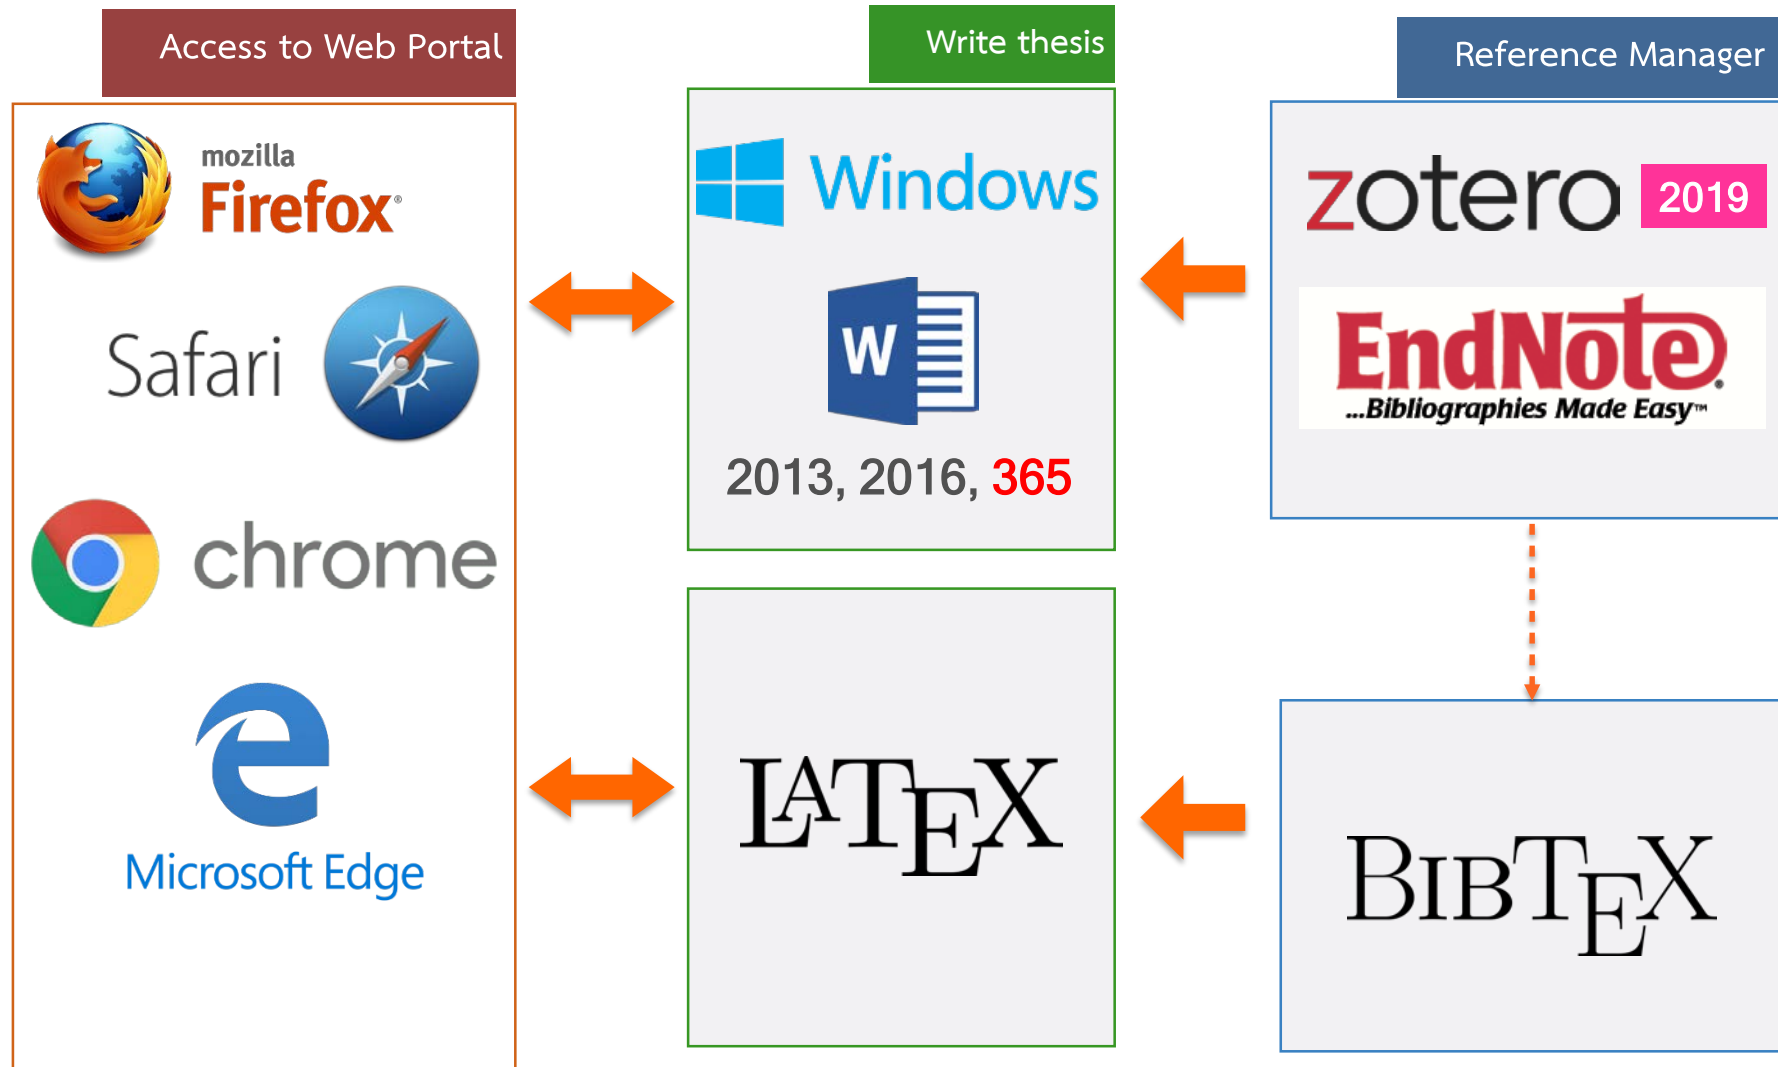 Access to Web Portal
mozilla
Firefox®
Safari
chrome
Microsoft Edge
Write thesis
Windows
W
2013, 2016, 365
LATEX
Reference Manager
zotero 2019
EndNote®
...Bibliographies Made Easy™
BIBTEX